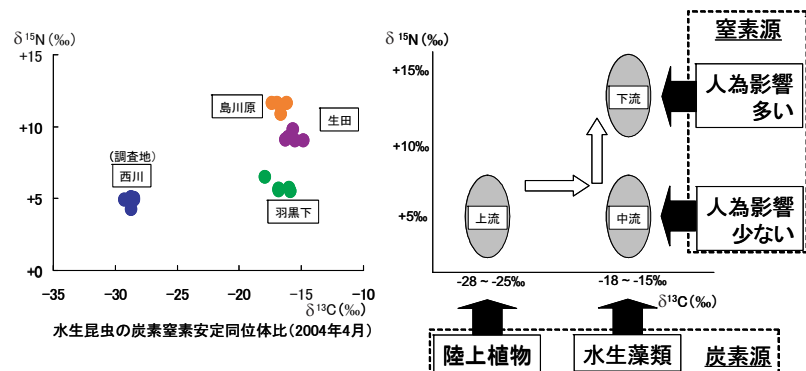 δ 15N(‰)
+15
+10
+5
+0
島川原
生田
(調査地)
西川
羽黒下
−35
−30
−25
−20
−15
−10
δ13C(‰)
水生昆虫の炭素窒素安定同位体比(2004年4月)
δ 15N(‰)
+15‰
+10‰
+5‰
下流
上流
中流
-28 ~ -25‰
-18 ~ -15‰
δ13C(‰)
窒素源
人為影響
多い
人為影響
少ない
陸上植物
水生藻類
炭素源